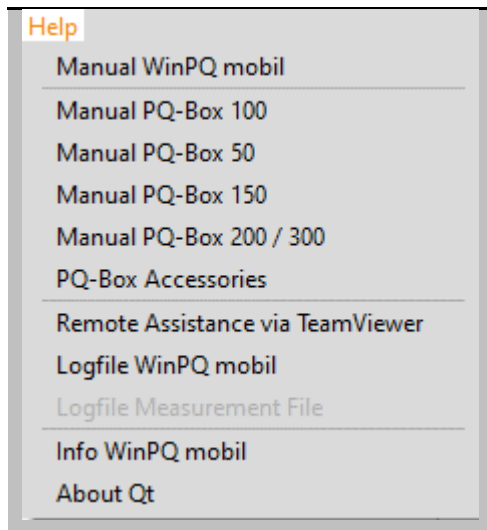 Help
Manual WinPQ mobil
Manual PQ-Box 100
Manual PQ-Box 50
Manual PQ-Box 150
Manual PQ-Box 200 / 300
PQ-Box Accessories
Remote Assistance via TeamViewer
Logfile WinPQ mobil
Logfile Measurement File
Info WinPQ mobil
About Qt